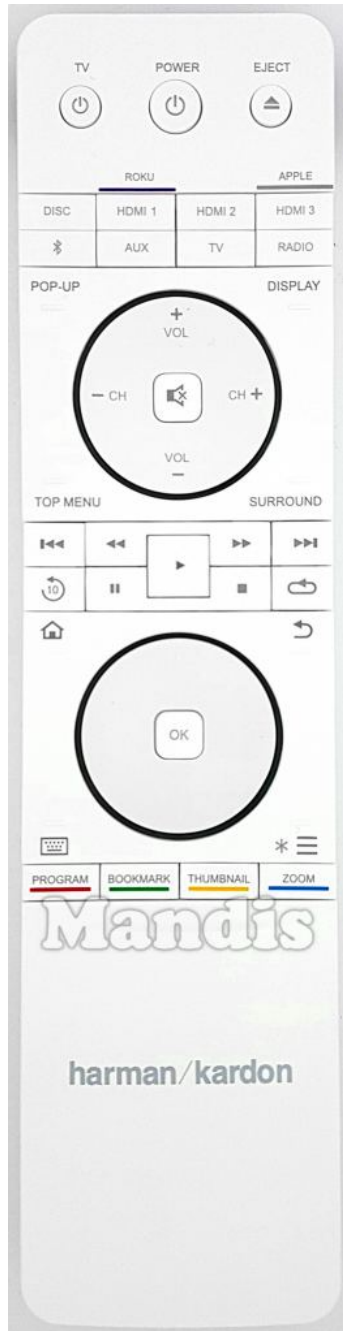 TV POWER EJECT
ROKU APPLE
DISC HDMI 1 HDMI 2 HDMI 3
AUX TV RADIO
POP-UP DISPLAY
+
VOL
− CH CH +
VOL
−
TOP MENU SURROUND
10
OK
PROGRAM BOOKMARK THUMBNAIL ZOOM
Mandis
harman/kardon